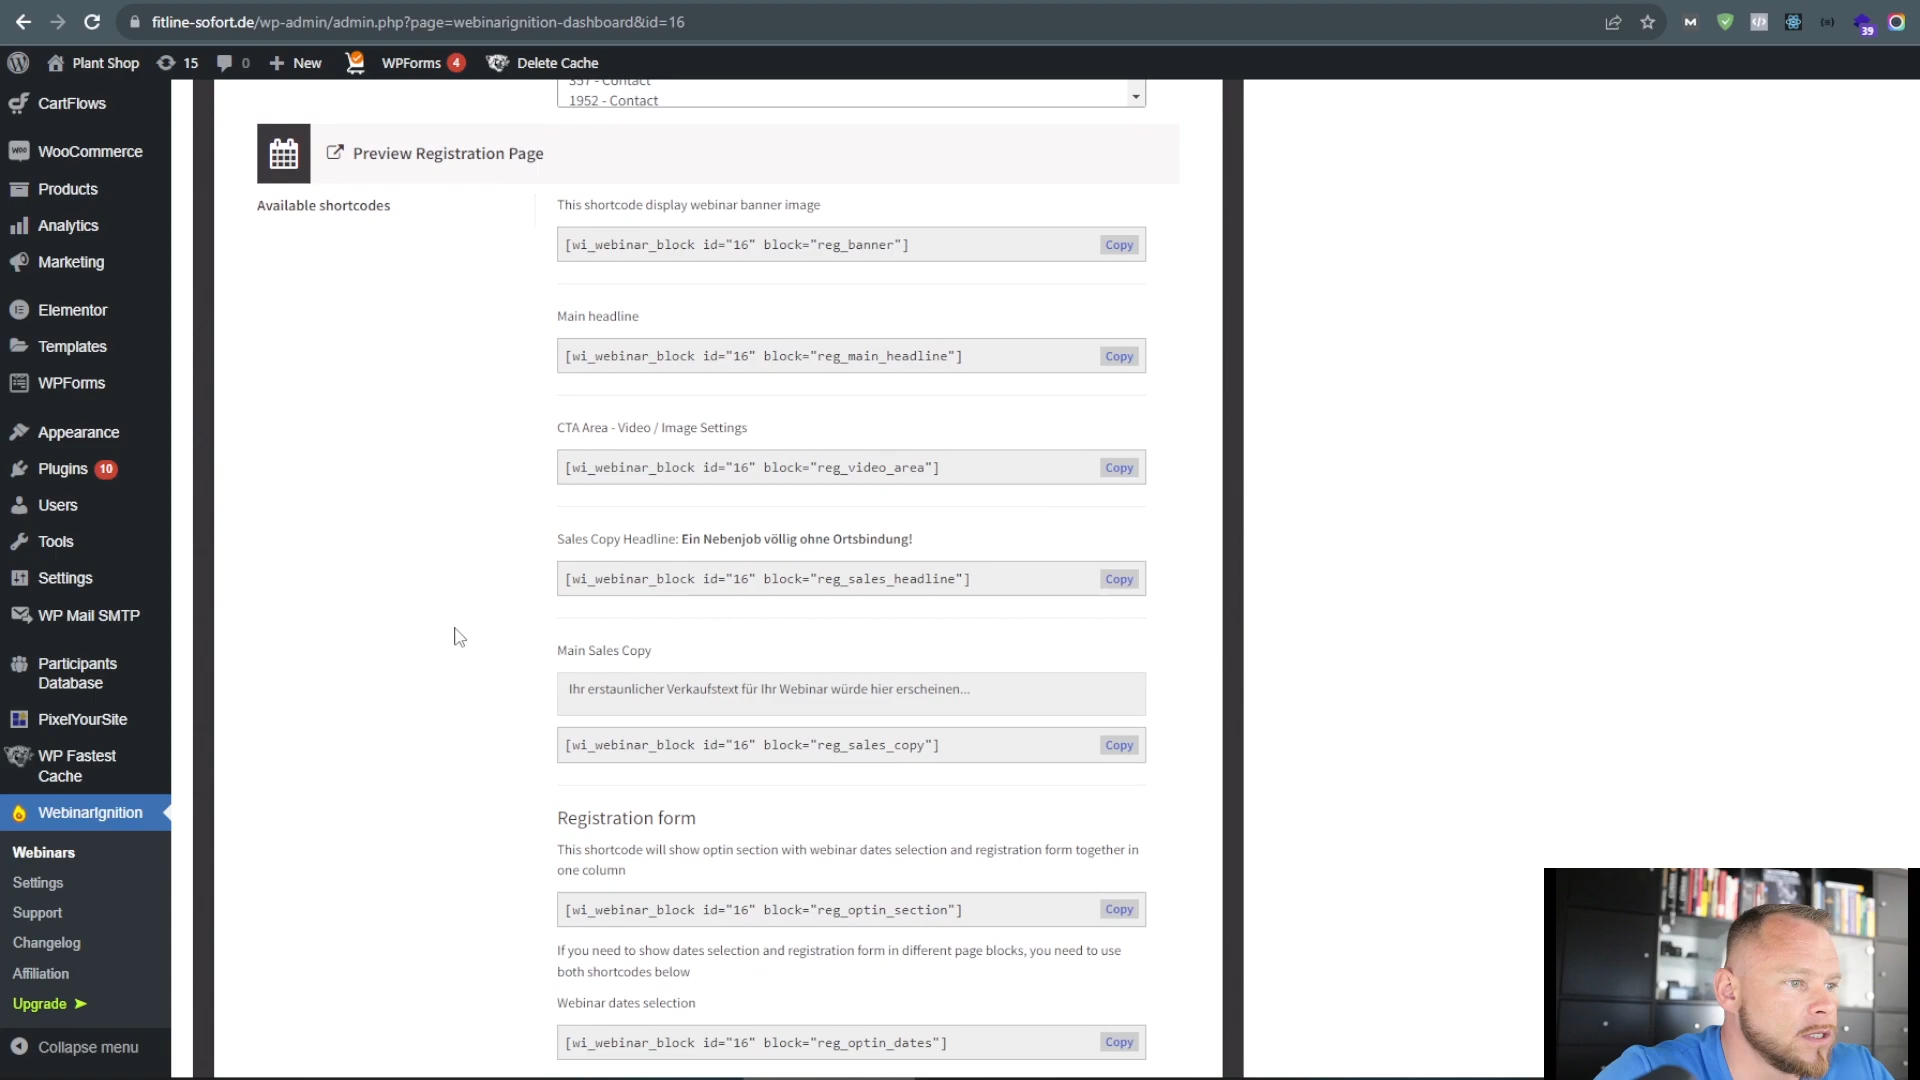 fitline-sofort.de/wp-admin/admin.php?page=webinarignition-dashboard&id=16
39
Plant Shop
15
0
New
WPForms 4
Delete Cache
CartFlows
WooCommerce
Products
Analytics
Marketing
Elementor
Templates
WPForms
Appearance
Plugins 10
Users
Tools
Settings
WP Mail SMTP
Participants
Database
PixelYourSite
WP Fastest
Cache
WebinarIgnition
Webinars
Settings
Support
Changelog
Affiliation
Upgrade ➤
Collapse menu
357 - Contact
1952 - Contact
Preview Registration Page
Available shortcodes
This shortcode display webinar banner image
[wi_webinar_block id="16" block="reg_banner"] Copy
Main headline
[wi_webinar_block id="16" block="reg_main_headline"] Copy
CTA Area - Video / Image Settings
[wi_webinar_block id="16" block="reg_video_area"] Copy
Sales Copy Headline: Ein Nebenjob völlig ohne Ortsbindung!
[wi_webinar_block id="16" block="reg_sales_headline"] Copy
Main Sales Copy
Ihr erstaunlicher Verkaufstext für Ihr Webinar würde hier erscheinen...
[wi_webinar_block id="16" block="reg_sales_copy"] Copy
Registration form
This shortcode will show optin section with webinar dates selection and registration form together in
one column
[wi_webinar_block id="16" block="reg_optin_section"] Copy
If you need to show dates selection and registration form in different page blocks, you need to use
both shortcodes below
Webinar dates selection
[wi_webinar_block id="16" block="reg_optin_dates"] Copy